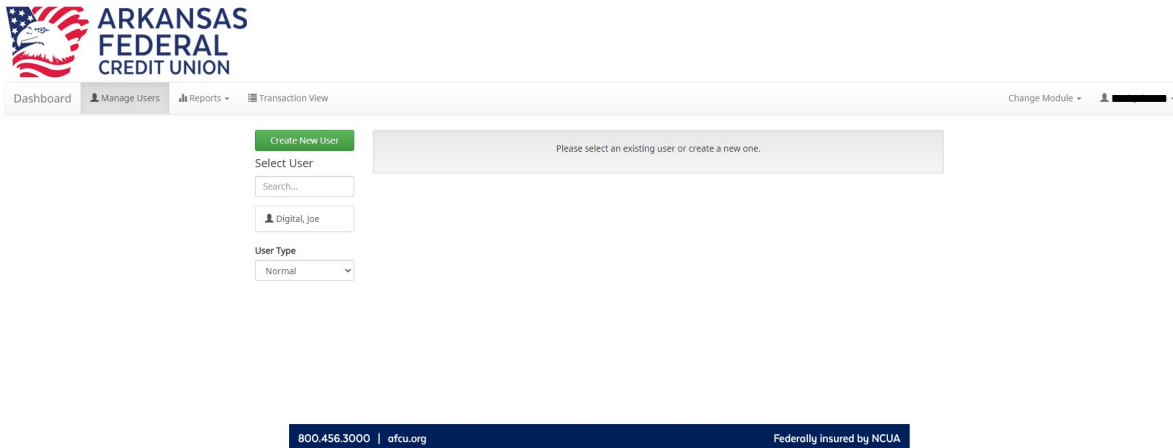 ARKANSAS
FEDERAL
CREDIT UNION
Dashboard Manage Users Reports Transaction View Change Module
Create New User
Please select an existing user or create a new one.
Select User
Search...
Digital, Joe
User Type
Normal
800.456.3000 | afcu.org Federally insured by NCUA